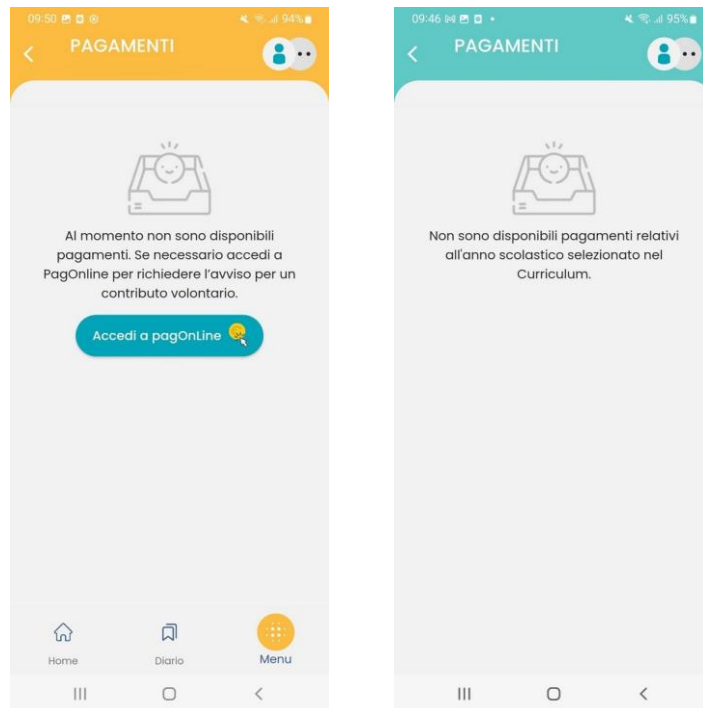 09:50
94%
PAGAMENTI
Al momento non sono disponibili
pagamenti. Se necessario accedi a
PagOnline per richiedere l'avviso per un
contributo volontario.
Accedi a pagOnLine
Home
Diario
Menu
09:46
95%
PAGAMENTI
Non sono disponibili pagamenti relativi
all'anno scolastico selezionato nel
Curriculum.